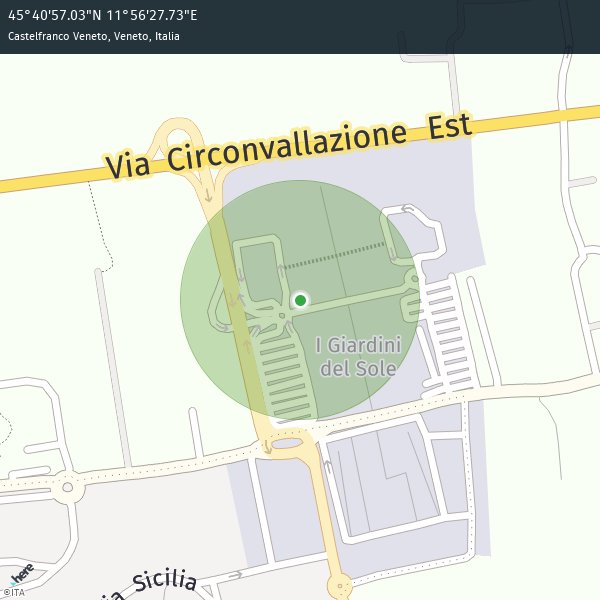 45°40'57.03"N 11°56'27.73"E
Castelfranco Veneto, Veneto, Italia
Via Circonvallazione Est
I Giardini
del Sole
ia Sicilia
here
©ITA